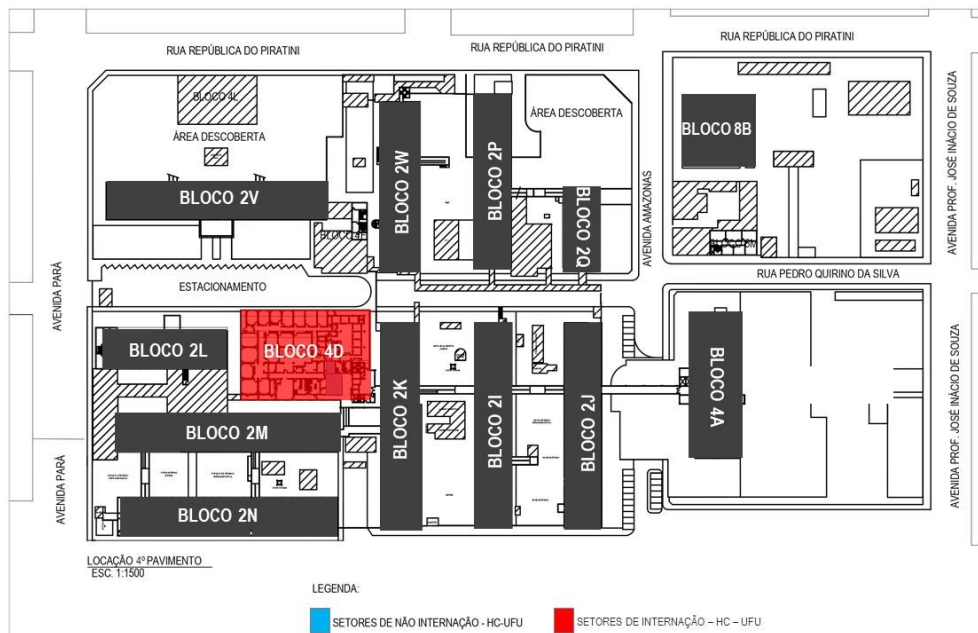 RUA REPÚBLICA DO PIRATINI
RUA REPÚBLICA DO PIRATINI
RUA REPÚBLICA DO PIRATINI
BLOCO 4L
ÁREA DESCOBERTA
ÁREA DESCOBERTA
BLOCO 2V
BLOCO 2W
BLOCO 2P
BLOCO 2Q
BLOCO 8B
AVENIDA AMAZONAS
AVENIDA PROF. JOSÉ INÁCIO DE SOUZA
RUA PEDRO QUIRINO DA SILVA
ESTACIONAMENTO
AVENIDA PARÁ
BLOCO 2L
BLOCO 4D
BLOCO 2K
BLOCO 2I
BLOCO 2J
BLOCO 4A
AVENIDA PROF. JOSÉ INÁCIO DE SOUZA
BLOCO 2M
AVENIDA PARÁ
BLOCO 2N
LOCAÇÃO 4º PAVIMENTO
ESC. 1:1500
LEGENDA:
SETORES DE NÃO INTERNAÇÃO - HC-UFU
SETORES DE INTERNAÇÃO – HC – UFU